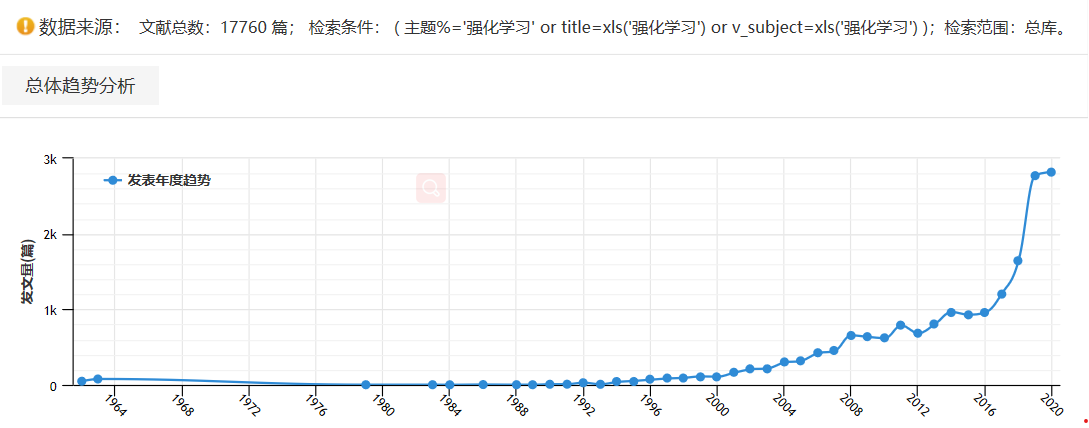 数据来源： 文献总数：17760 篇； 检索条件： ( 主题%='强化学习' or title=xls('强化学习') or v_subject=xls('强化学习') )；检索范围：总库。
总体趋势分析
3k
发表年度趋势
2k
发文量(篇)
1k
0
1964 1968 1972 1976 1980 1984 1988 1992 1996 2000 2004 2008 2012 2016 2020